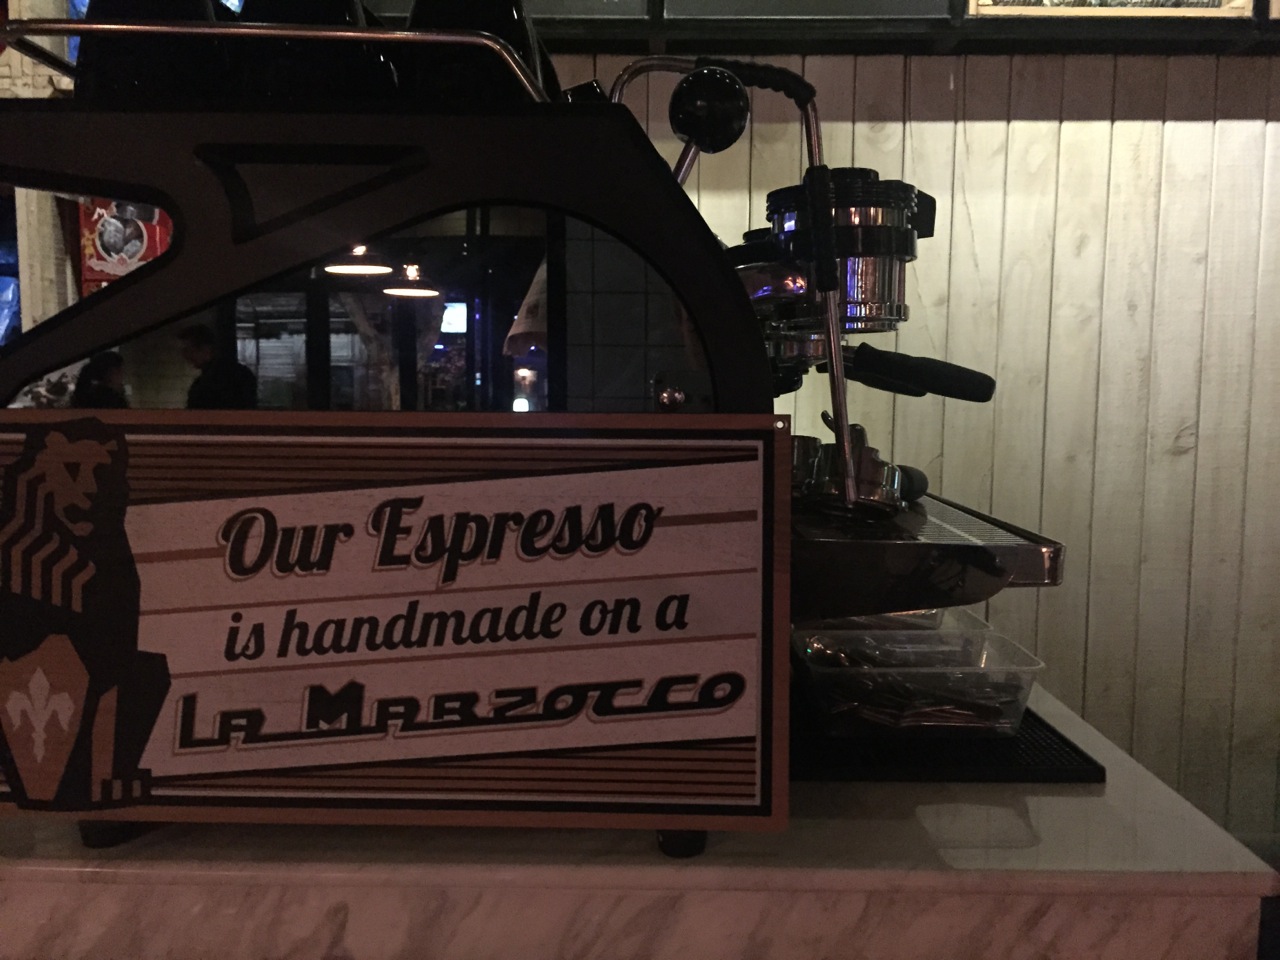 Our Espresso
is handmade on a
LA MARZOCCO